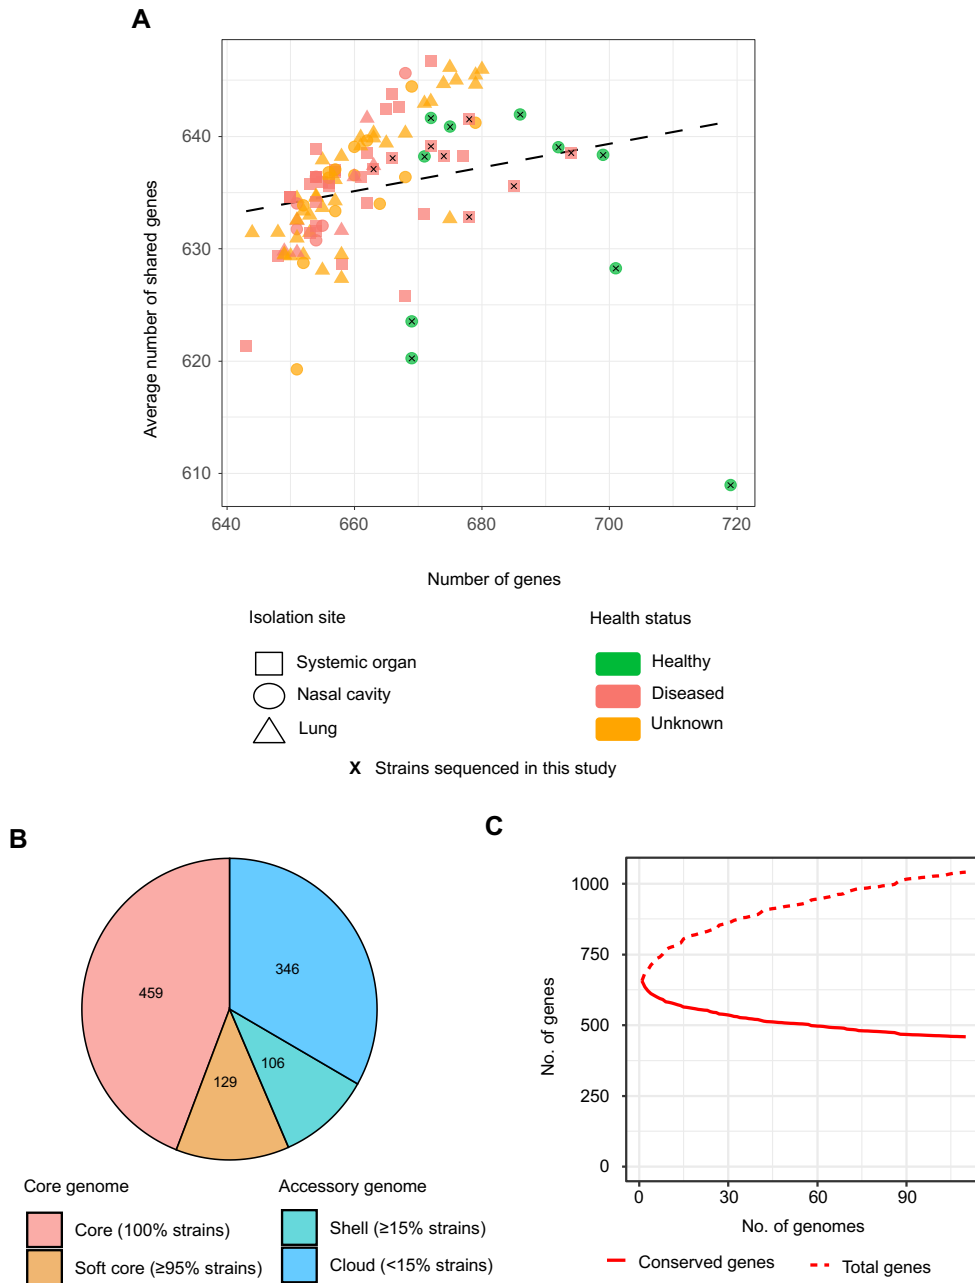 A
Average number of shared genes
640
630
620
610
640 660 680 700 720
Number of genes
Isolation site
Systemic organ
Nasal cavity
Lung
Health status
Healthy
Diseased
Unknown
X Strains sequenced in this study
B
346
459
106
129
Core genome
Core (100% strains)
Soft core (≥95% strains)
Accessory genome
Shell (≥15% strains)
Cloud (<15% strains)
C
No. of genes
1000
750
500
250
0
0 30 60 90
No. of genomes
Conserved genes
Total genes